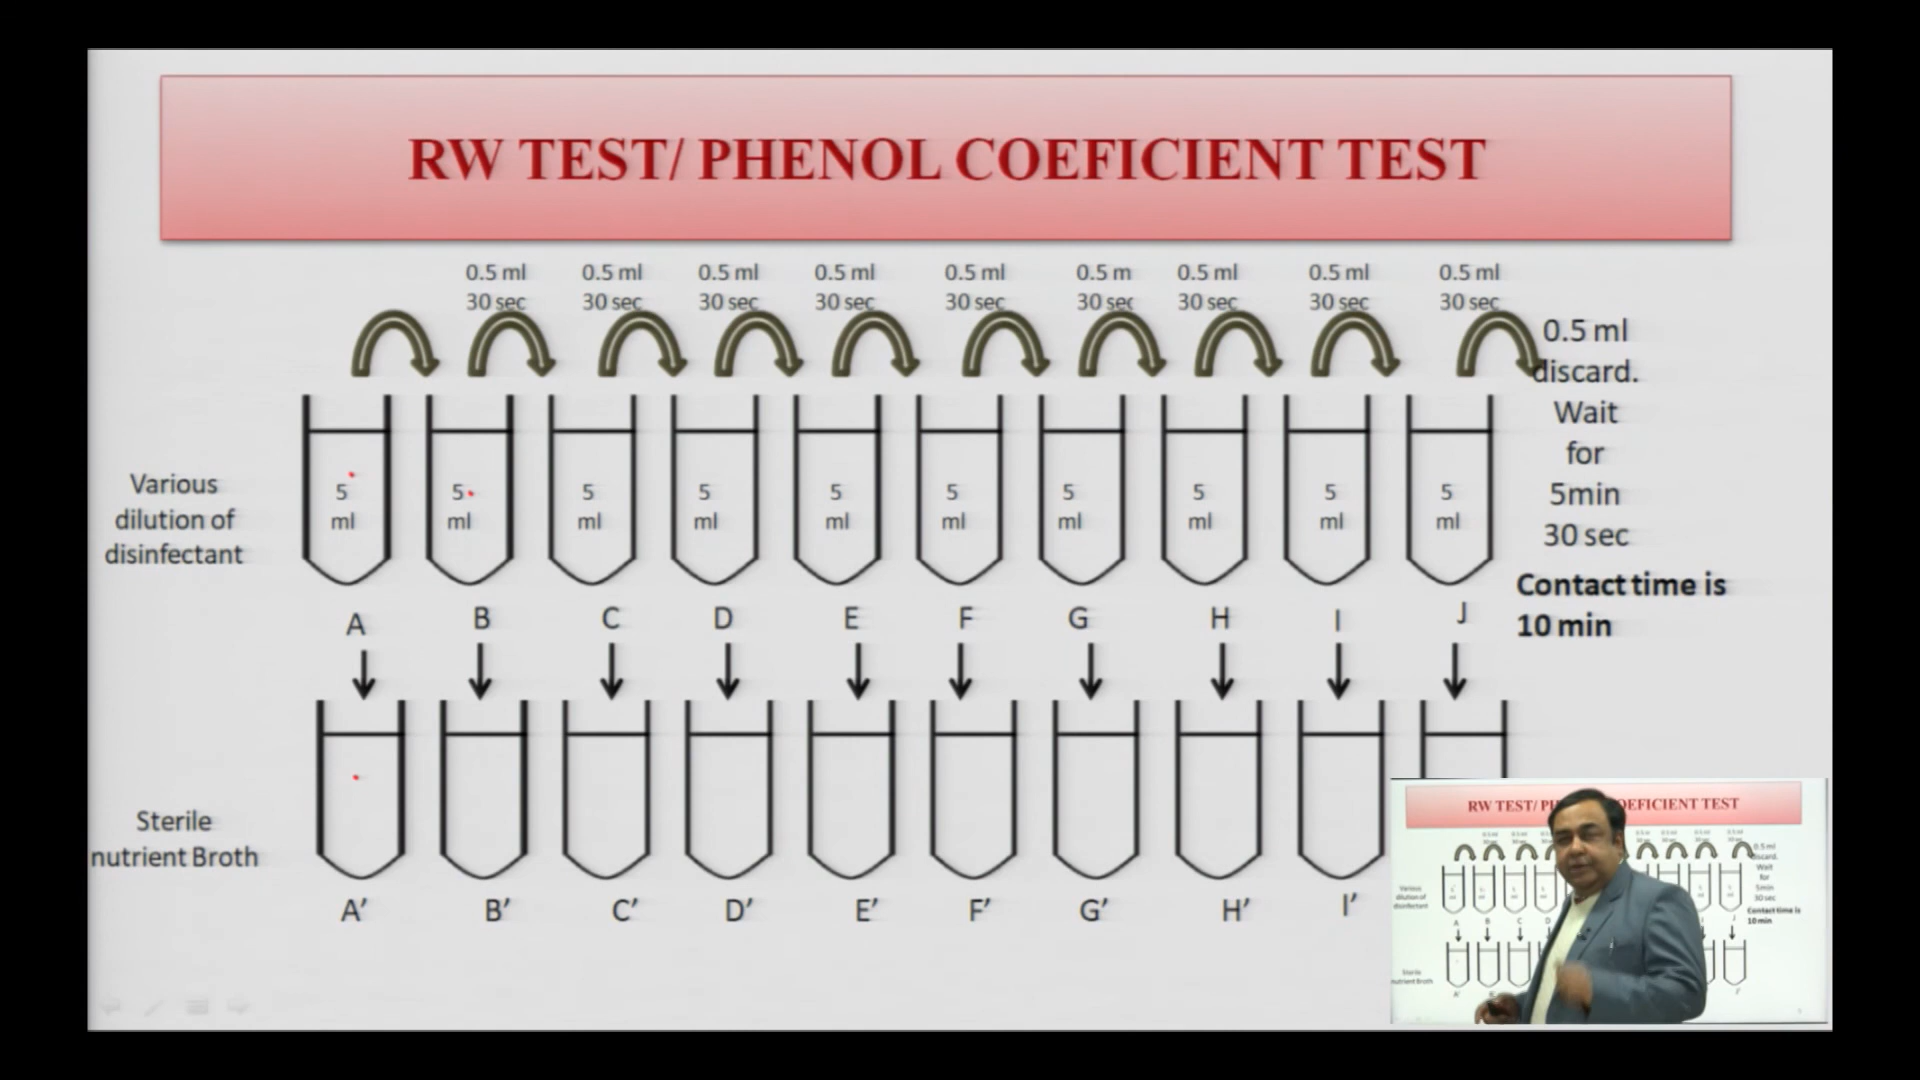 RW TEST/ PHENOL COEFICIENT TEST
0.5 ml 0.5 ml 0.5 ml 0.5 ml 0.5 ml 0.5 m 0.5 ml 0.5 ml 0.5 ml
30 sec 30 sec 30 sec 30 sec 30 sec 30 sec 30 sec 30 sec 30 sec
0.5 ml
discard.
Wait
for
5min
30 sec
Contact time is
10 min
Various
dilution of
disinfectant
5 5 5 5 5 5 5 5 5 5
ml ml ml ml ml ml ml ml ml ml
A B C D E F G H I J
Sterile
nutrient Broth
A’ B’ C’ D’ E’ F’ G’ H’ I’